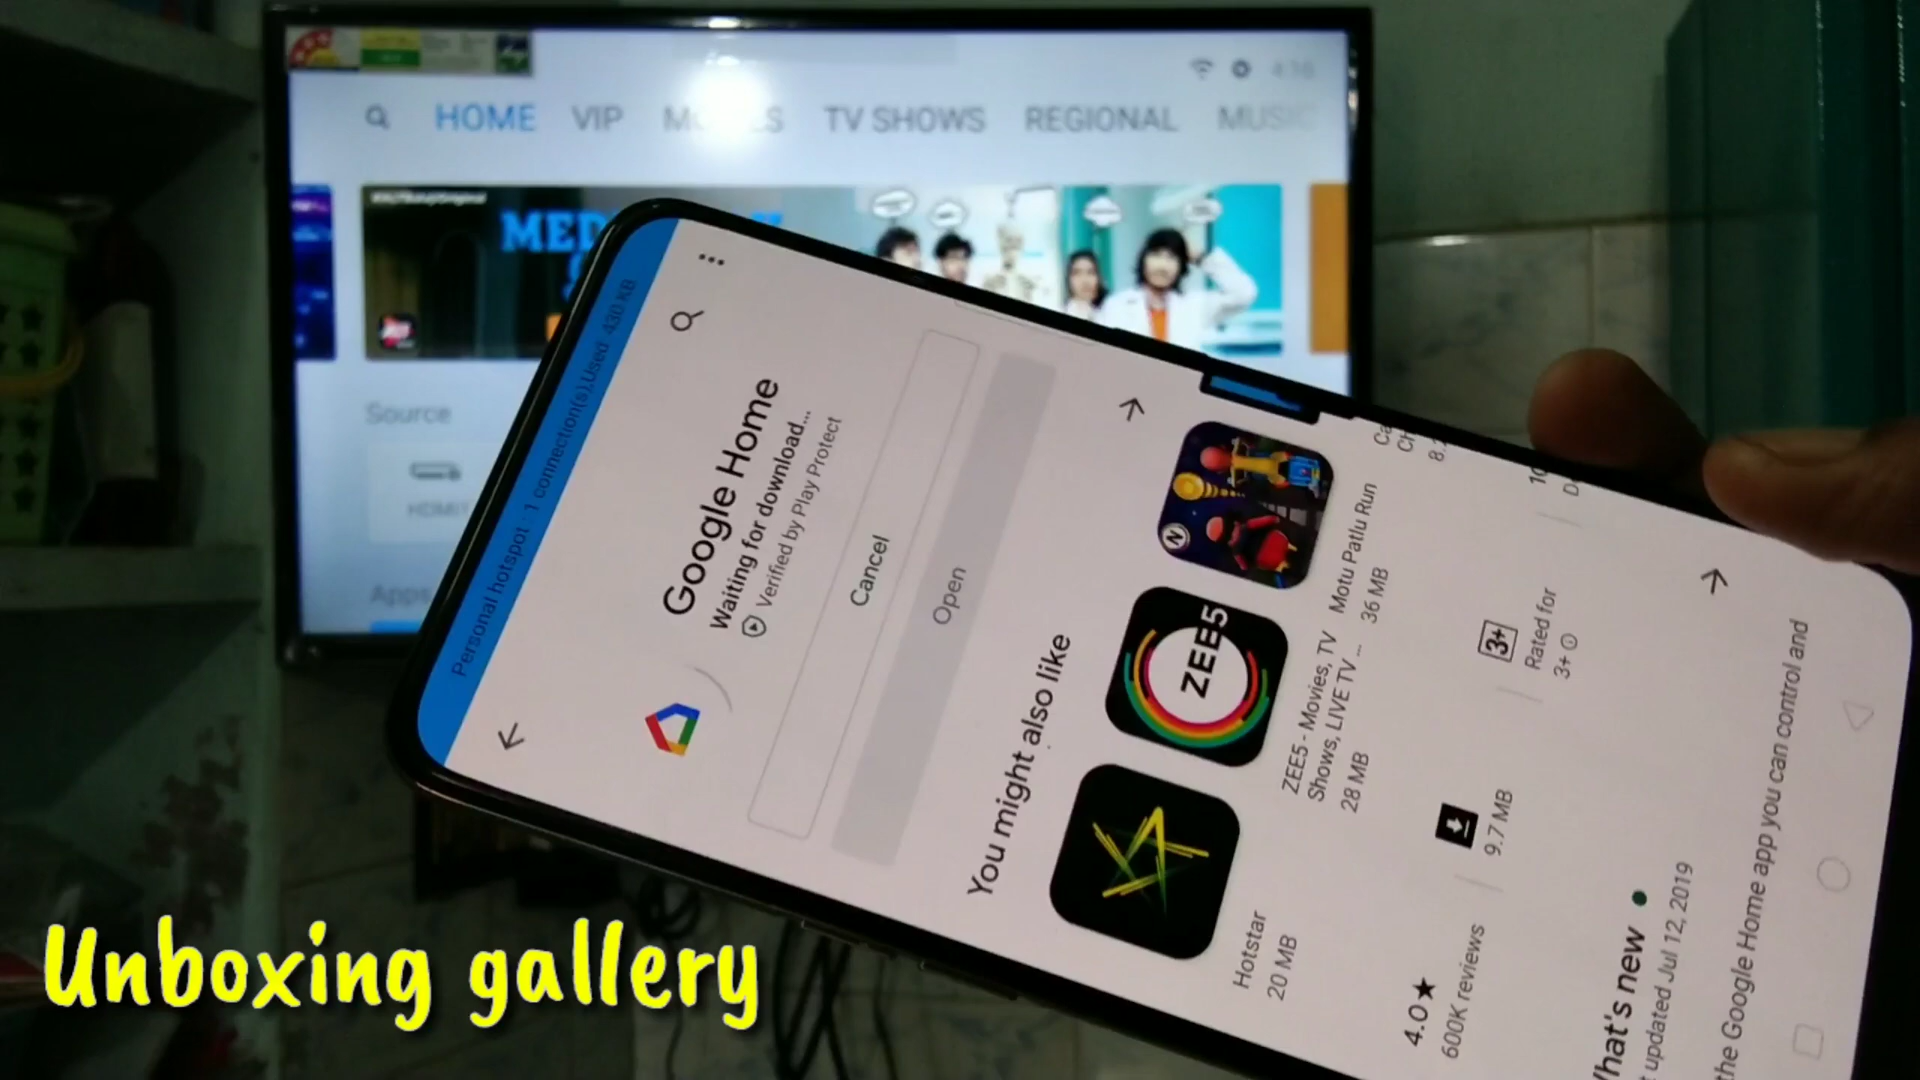 HOME VIP TV SHOWS REGIONAL MUSIC
Source
Apps
Personal hotspot · 1 connection(s),Used 430 KB
Google Home
Waiting for download...
Verified by Play Protect
Cancel
Open
You might also like
Hotstar
20 MB
ZEE5
ZEE5 - Movies, TV
Shows, LIVE TV ...
28 MB
N
Motu Patlu Run
36 MB
4.0★
600K reviews
9.7 MB
3+
Rated for
3+
What's new
updated Jul 12, 2019
the Google Home app you can control and
Unboxing gallery